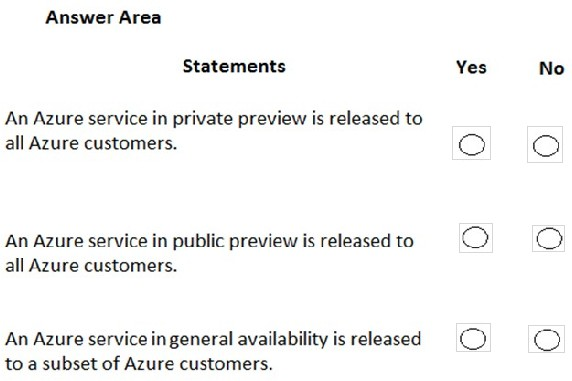 Answer Area
Statements Yes No
An Azure service in private preview is released to
all Azure customers.
An Azure service in public preview is released to
all Azure customers.
An Azure service in general availability is released
to a subset of Azure customers.